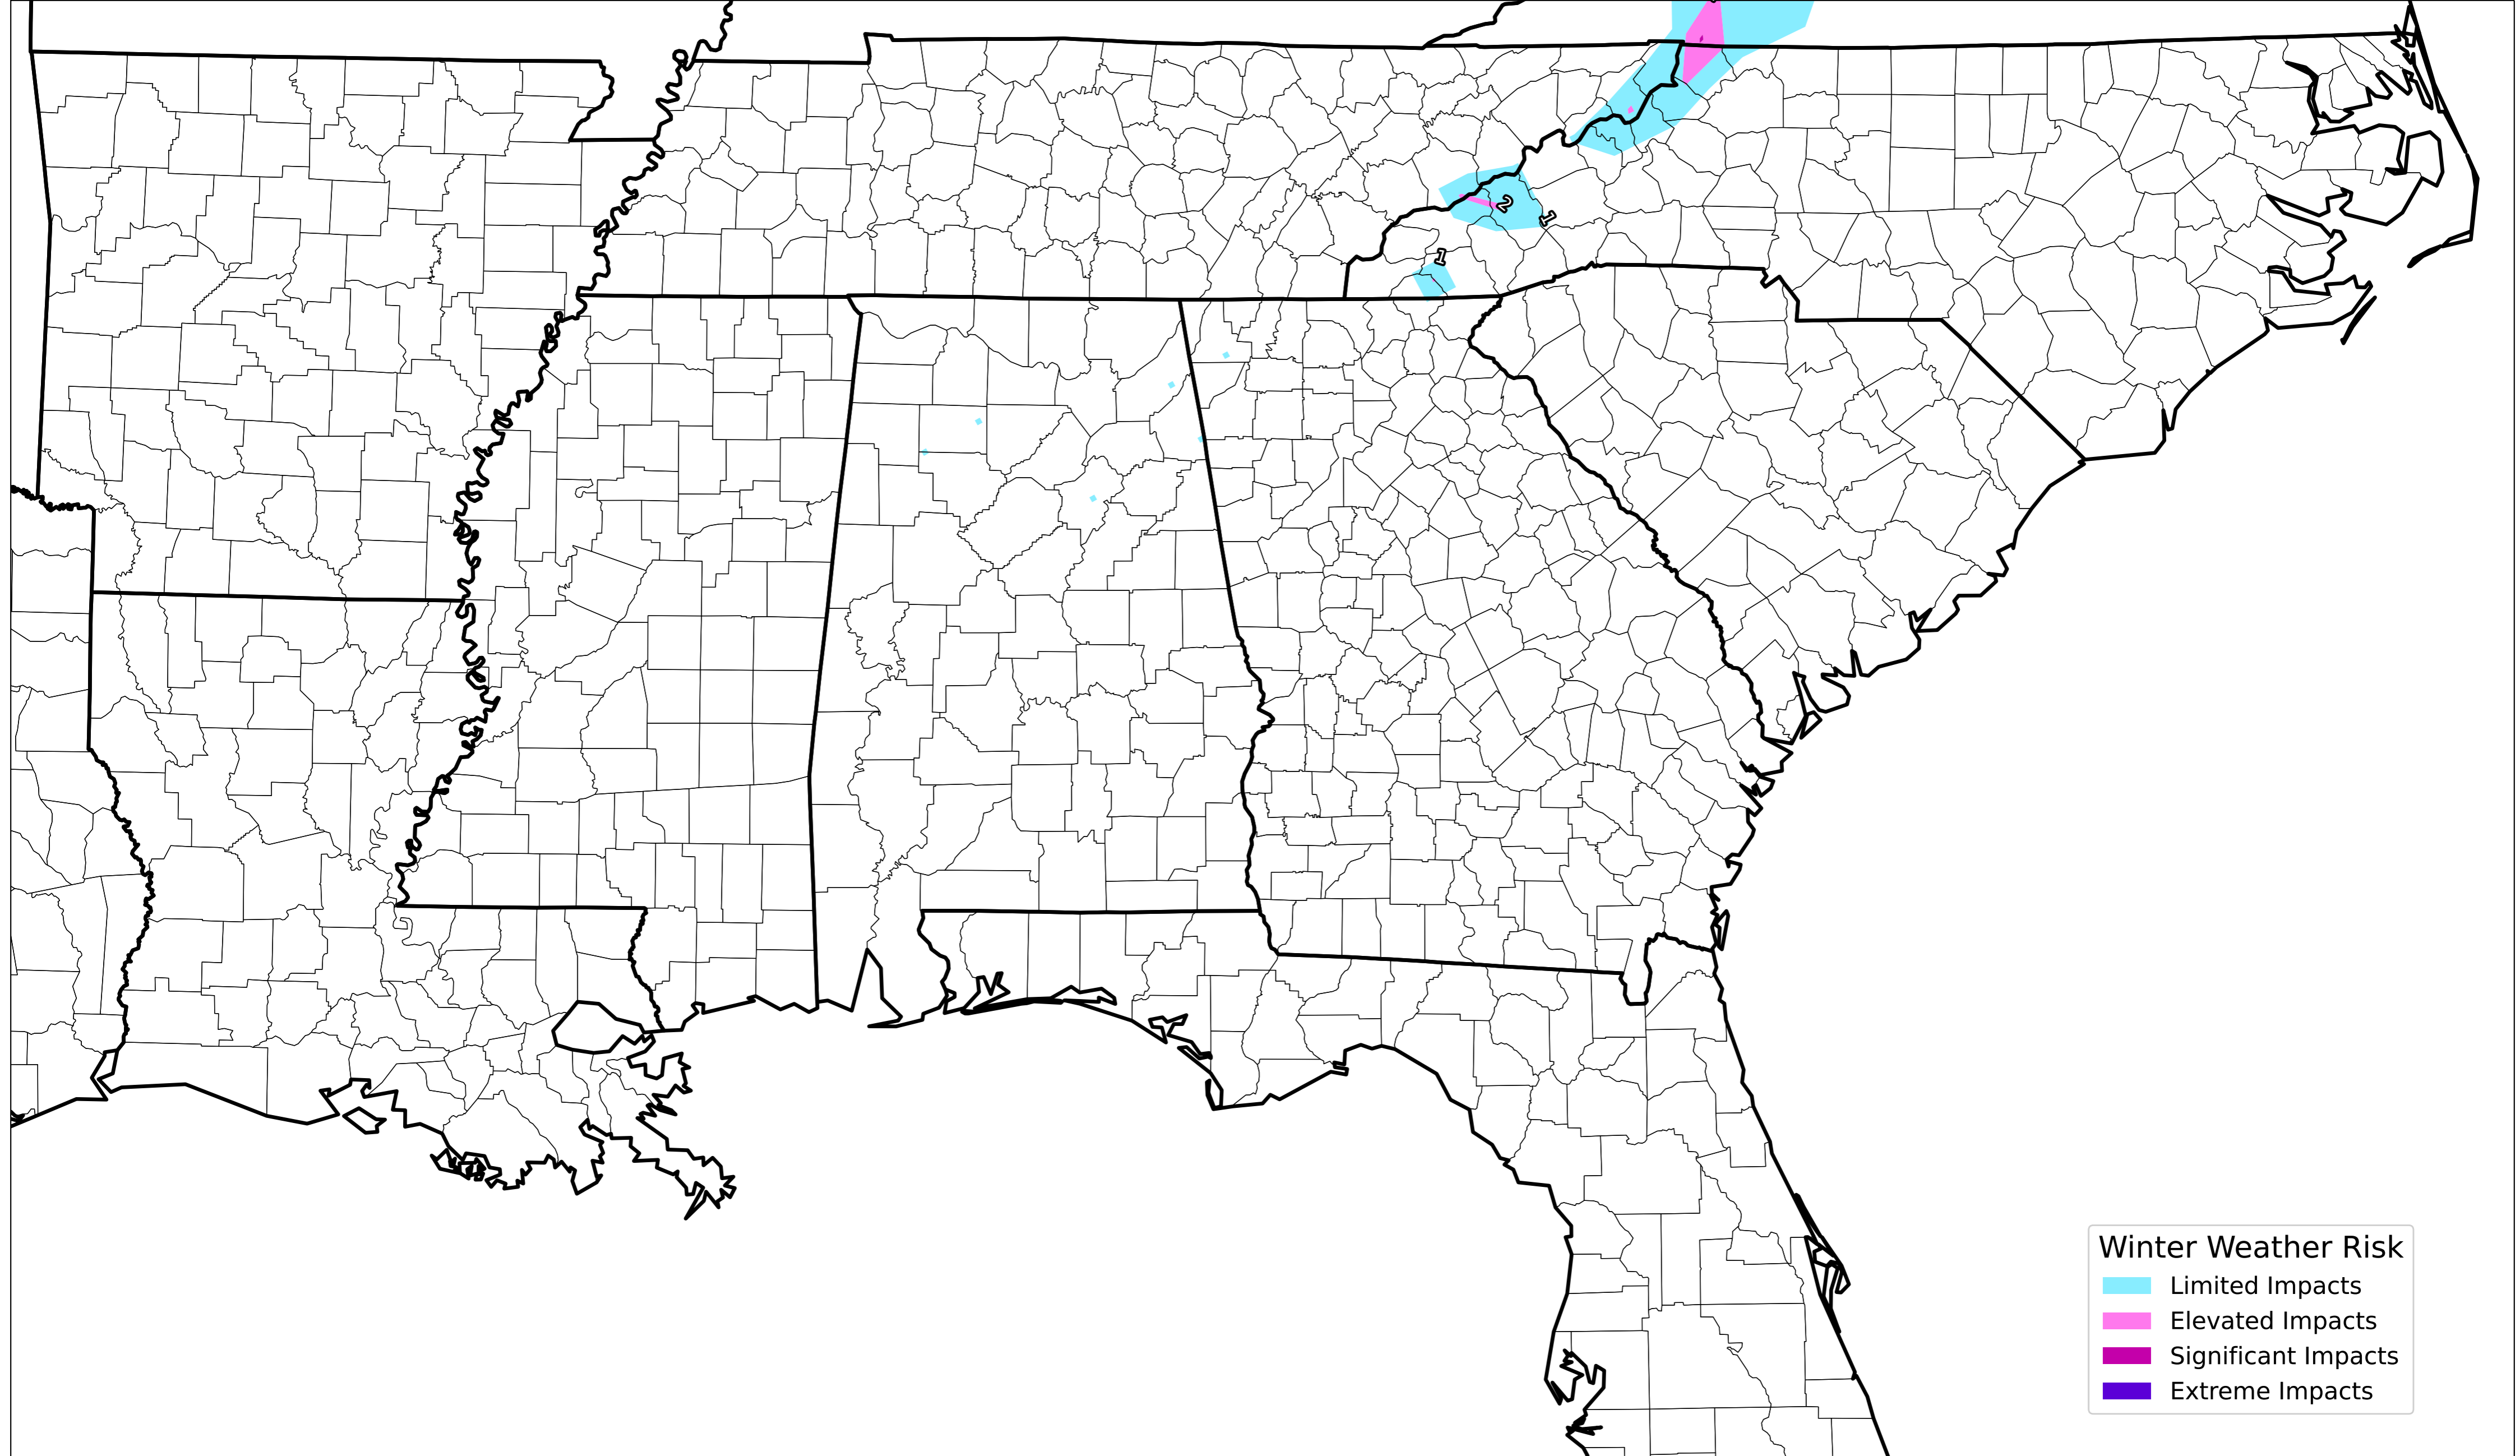 2
1
1
Winter Weather Risk
Limited Impacts
Elevated Impacts
Significant Impacts
Extreme Impacts